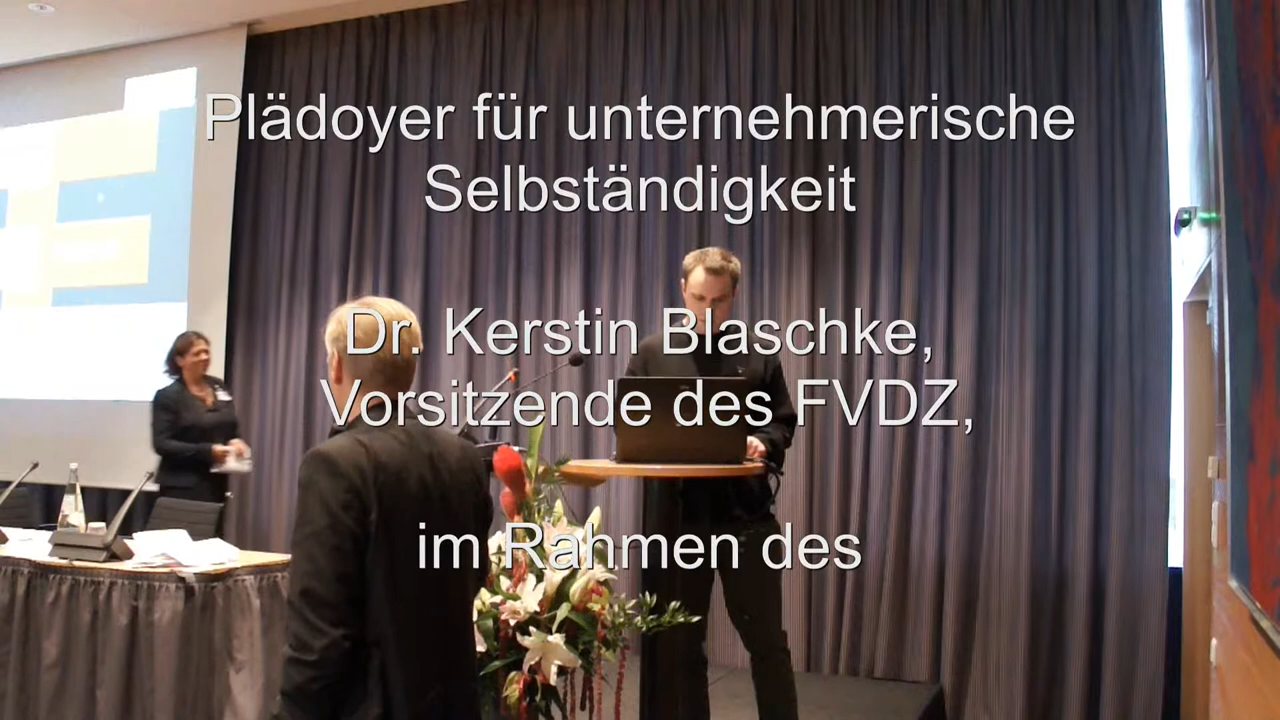 Plädoyer für unternehmerische
Selbständigkeit
Dr. Kerstin Blaschke,
Vorsitzende des FVDZ,
im Rahmen des